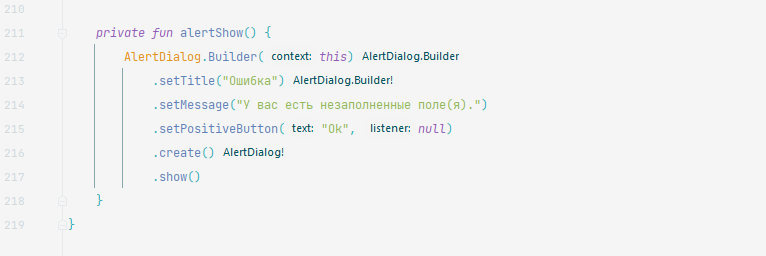 210
211 private fun alertShow() {
212 AlertDialog.Builder( context: this) AlertDialog.Builder
213 .setTitle("Ошибка") AlertDialog.Builder!
214 .setMessage("У вас есть незаполненные поле(я).")
215 .setPositiveButton( text: "Ok", listener: null)
216 .create() AlertDialog!
217 .show()
218 }
219 }